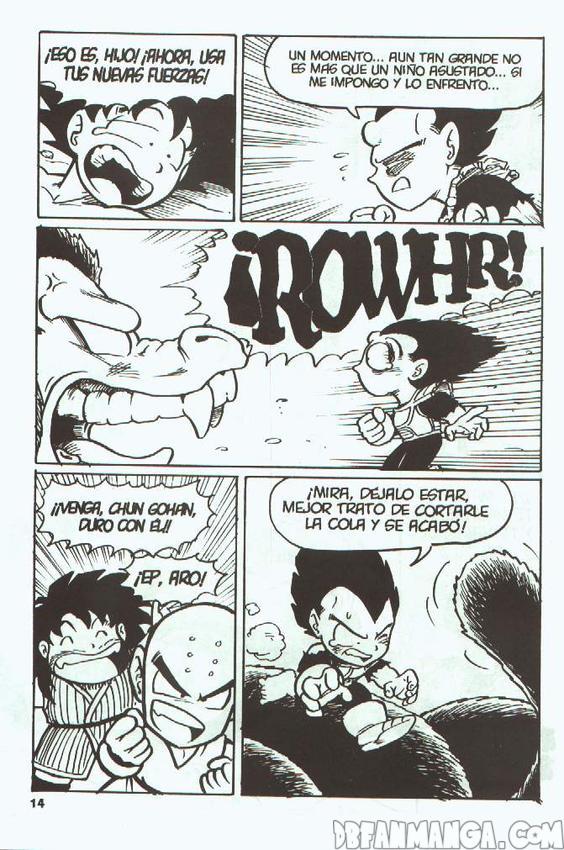 ¡ESO ES, HIJO! ¡AHORA, USA
TUS NUEVAS FUERZAS!
UN MOMENTO... AUN TAN GRANDE NO
ES MAS QUE UN NIÑO ASUSTADO... SI
ME IMPONGO Y LO ENFRENTO...
¡ROWHR!
¡¡VENGA, CHUN GOHAN,
DURO CON ÉL!!
¡EP, ARO!
¡MIRA, DEJALO ESTAR,
MEJOR TRATO DE CORTARLE
LA COLA Y SE ACABÓ!
14
DBFANMANGA.COM